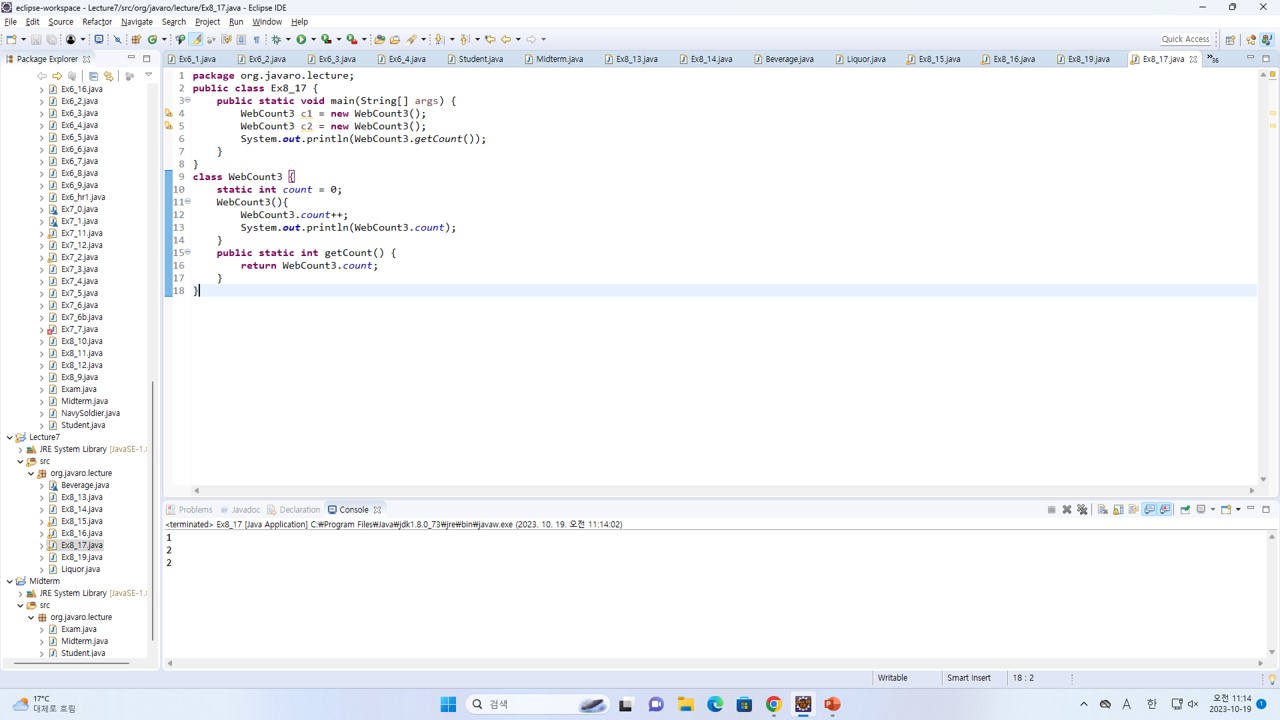 eclipse-workspace - Lecture7/src/org/javaro/lecture/Ex8_17.java - Eclipse IDE
File Edit Source Refactor Navigate Search Project Run Window Help
Quick Access
Package Explorer
Ex6_1.java Ex6_2.java Ex6_3.java Ex6_4.java Student.java Midterm.java Ex8_13.java Ex8_14.java Beverage.java Liquor.java Ex8_15.java Ex8_16.java Ex8_19.java Ex8_17.java »36
Ex6_16.java
Ex6_2.java
Ex6_3.java
Ex6_4.java
Ex6_5.java
Ex6_6.java
Ex6_7.java
Ex6_8.java
Ex6_9.java
Ex6_hr1.java
Ex7_0.java
Ex7_1.java
Ex7_11.java
Ex7_12.java
Ex7_2.java
Ex7_3.java
Ex7_4.java
Ex7_5.java
Ex7_6.java
Ex7_6b.java
Ex7_7.java
Ex8_10.java
Ex8_11.java
Ex8_12.java
Ex8_9.java
Exam.java
Midterm.java
NavySoldier.java
Student.java
Lecture7
JRE System Library [JavaSE-1.
src
org.javaro.lecture
Beverage.java
Ex8_13.java
Ex8_14.java
Ex8_15.java
Ex8_16.java
Ex8_17.java
Ex8_19.java
Liquor.java
Midterm
JRE System Library [JavaSE-1.
src
org.javaro.lecture
Exam.java
Midterm.java
Student.java
1 package org.javaro.lecture;
2 public class Ex8_17 {
3 public static void main(String[] args) {
4 WebCount3 c1 = new WebCount3();
5 WebCount3 c2 = new WebCount3();
6 System.out.println(WebCount3.getCount());
7 }
8 }
9 class WebCount3 {
10 static int count = 0;
11 WebCount3(){
12 WebCount3.count++;
13 System.out.println(WebCount3.count);
14 }
15 public static int getCount() {
16 return WebCount3.count;
17 }
18 }
Problems Javadoc Declaration Console
<terminated> Ex8_17 [Java Application] C:₩Program Files₩Java₩jdk1.8.0_73₩jre₩bin₩javaw.exe (2023. 10. 19. 오전 11:14:02)
1
2
2
Writable Smart Insert 18 : 2
17°C
대체로 흐림
검색
A 한
오전 11:14
2023-10-19
1